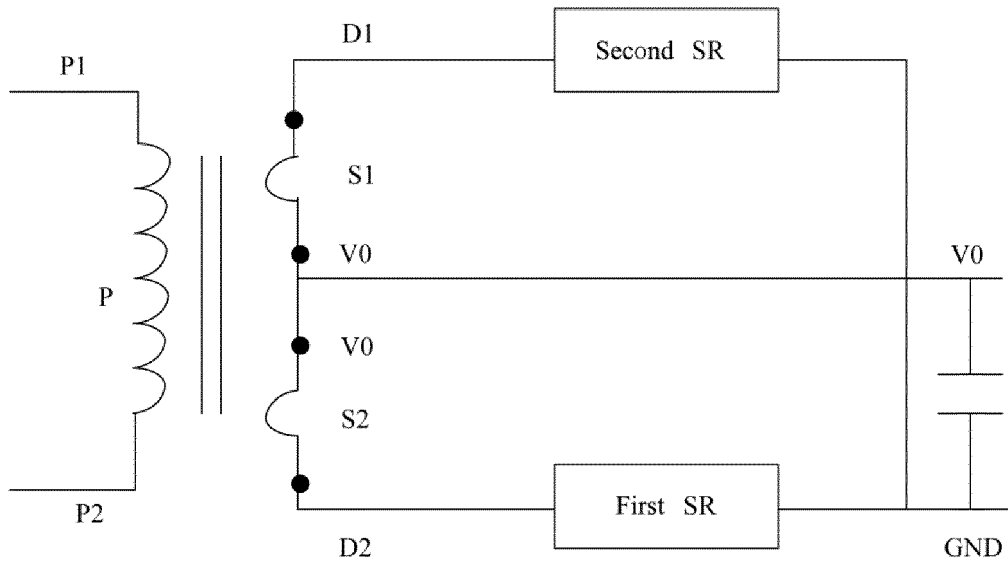 D1
Second SR
P1
S1
V0
V0
P
V0
S2
First SR
P2
D2
GND